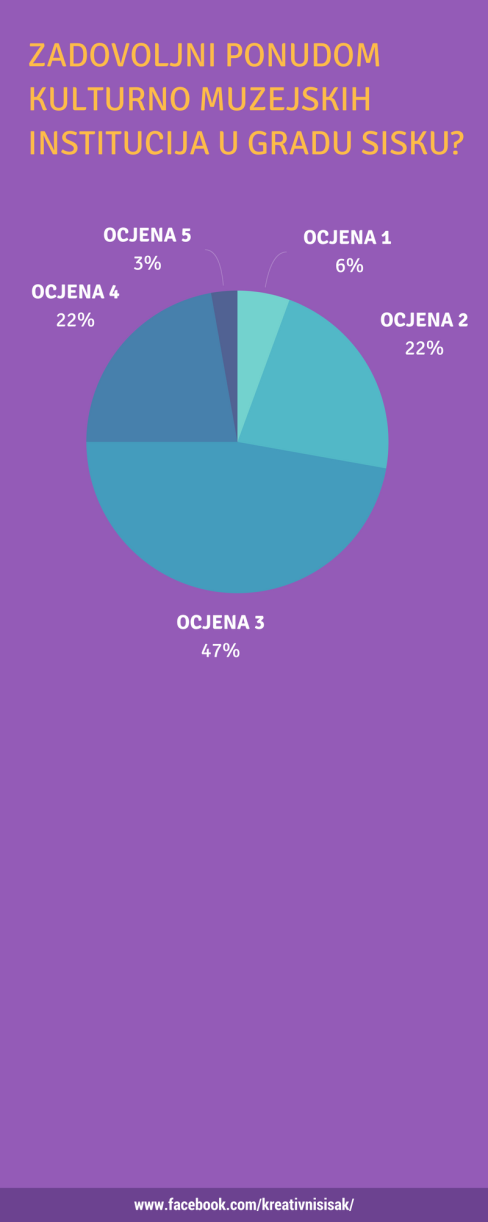 ZADOVOLJNI PONUDOM
KULTURNO MUZEJSKIH
INSTITUCIJA U GRADU SISKU?
OCJENA 5
3%
OCJENA 1
6%
OCJENA 4
22%
OCJENA 2
22%
OCJENA 3
47%
www.facebook.com/kreativnisisak/